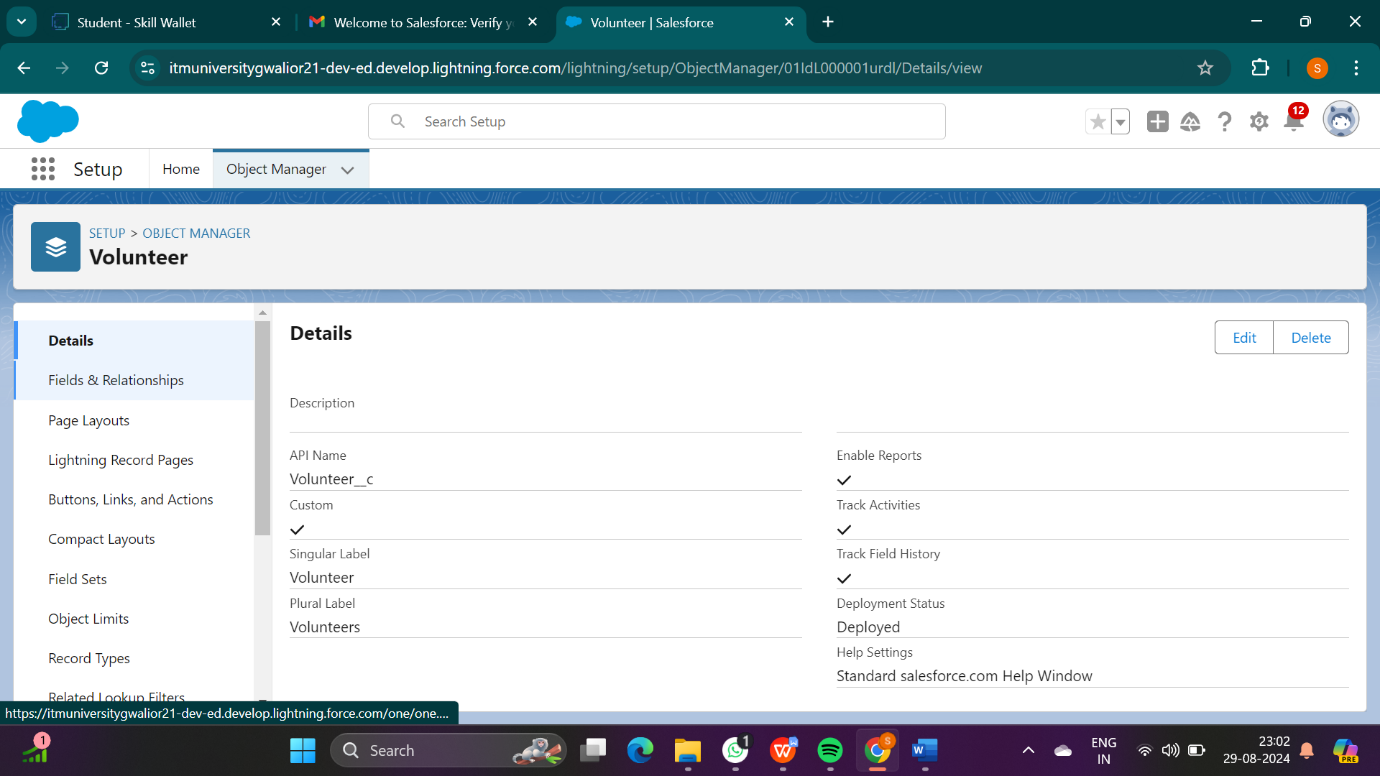 Student - Skill Wallet
Welcome to Salesforce: Verify y
Volunteer | Salesforce
itmuniversitygwalior21-dev-ed.develop.lightning.force.com/lightning/setup/ObjectManager/01IdL000001urdl/Details/view
S
Search Setup
12
Setup
Home
Object Manager
SETUP > OBJECT MANAGER
Volunteer
Details
Fields & Relationships
Page Layouts
Lightning Record Pages
Buttons, Links, and Actions
Compact Layouts
Field Sets
Object Limits
Record Types
Related Lookup Filters
Details
Edit
Delete
Description
API Name
Volunteer__c
Custom
Singular Label
Volunteer
Plural Label
Volunteers
Enable Reports
Track Activities
Track Field History
Deployment Status
Deployed
Help Settings
Standard salesforce.com Help Window
https://itmuniversitygwalior21-dev-ed.develop.lightning.force.com/one/one....
1
Search
1
S
ENG
IN
23:02
29-08-2024
PRE